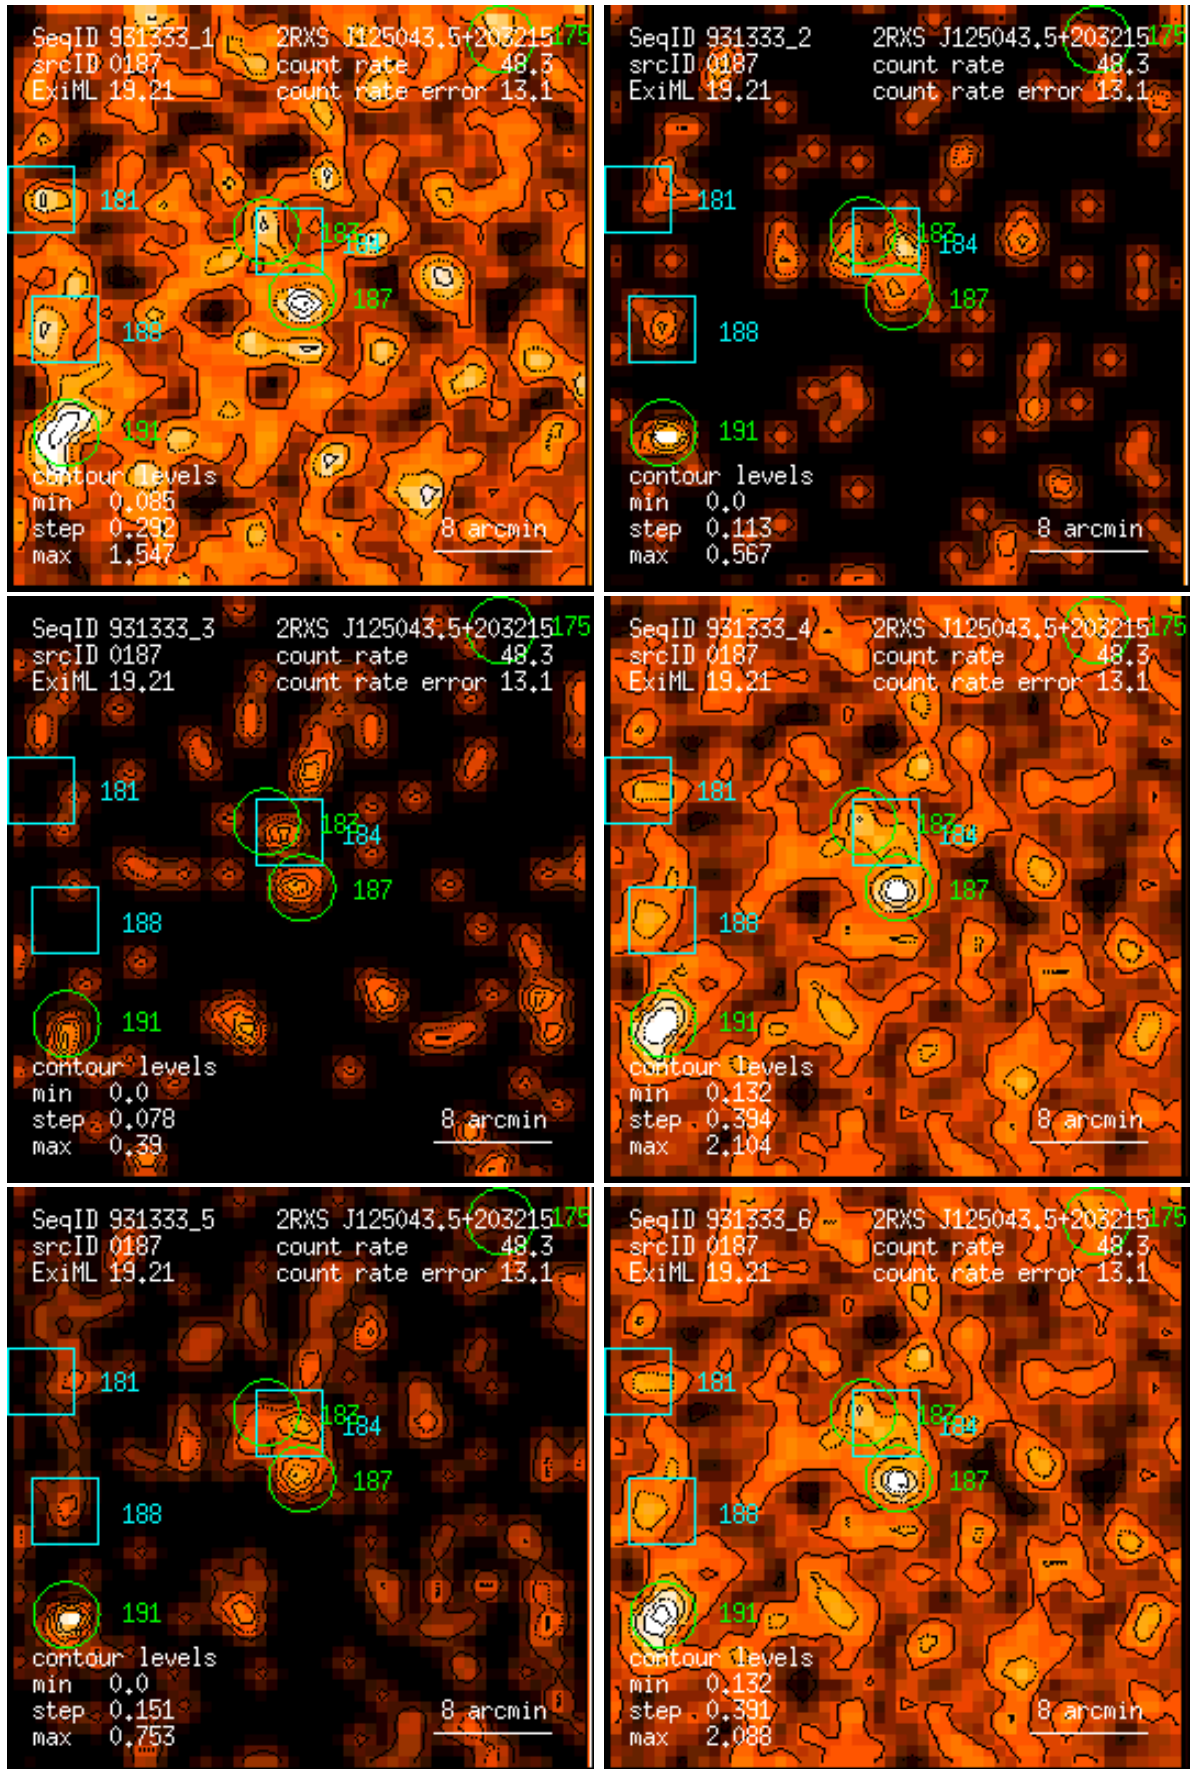 SeqID 931333_1 2RXS J125043.5+203215 175
srcID 0187 count rate 48.3
ExiML 19.21 count rate error 13.1
181
183
184
187
188
191
contour levels
min 0.085
step 0.292
max 1.547
8 arcmin
SeqID 931333_2 2RXS J125043.5+203215 175
srcID 0187 count rate 48.3
ExiML 19.21 count rate error 13.1
181
183
184
187
188
191
contour levels
min 0.0
step 0.113
max 0.567
8 arcmin
SeqID 931333_3 2RXS J125043.5+203215 175
srcID 0187 count rate 48.3
ExiML 19.21 count rate error 13.1
181
183
184
187
188
191
contour levels
min 0.0
step 0.078
max 0.39
8 arcmin
SeqID 931333_4 2RXS J125043.5+203215 175
srcID 0187 count rate 48.3
ExiML 19.21 count rate error 13.1
181
183
184
187
188
191
contour levels
min 0.132
step 0.394
max 2.104
8 arcmin
SeqID 931333_5 2RXS J125043.5+203215 175
srcID 0187 count rate 48.3
ExiML 19.21 count rate error 13.1
181
183
184
187
188
191
contour levels
min 0.0
step 0.151
max 0.753
8 arcmin
SeqID 931333_6 2RXS J125043.5+203215 175
srcID 0187 count rate 48.3
ExiML 19.21 count rate error 13.1
181
183
184
187
188
191
contour levels
min 0.132
step 0.391
max 2.088
8 arcmin